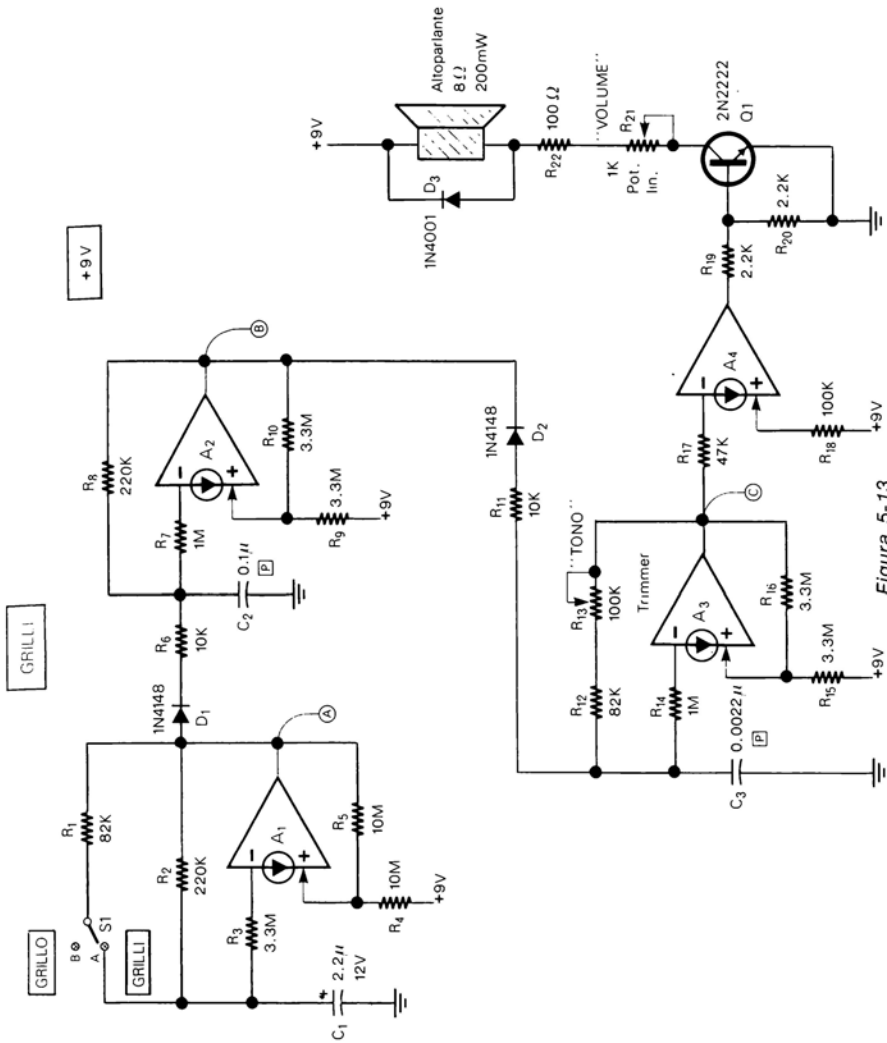 GRILLI
+9V
GRILLO
B
A
S1
GRILLI
R1
82K
R2
220K
R3
3.3M
A1
R5
10M
R4
10M
+9V
C1
2.2µ
12V
A
1N4148
D1
R6
10K
R8
220K
R7
1M
A2
C2
0.1µ
P
R10
3.3M
R9
3.3M
+9V
B
+9V
Altoparlante
8Ω
200mW
1N4001
D3
R22
100 Ω
"VOLUME"
1K
Pot.
lin.
R21
2N2222
Q1
R11
10K
1N4148
D2
"TONO"
R12
82K
R13
100K
Trimmer
R14
1M
A3
C3
0.0022µ
P
R16
3.3M
R15
3.3M
+9V
C
R17
47K
A4
R18
100K
+9V
R19
2.2K
R20
2.2K
Figura 5-13